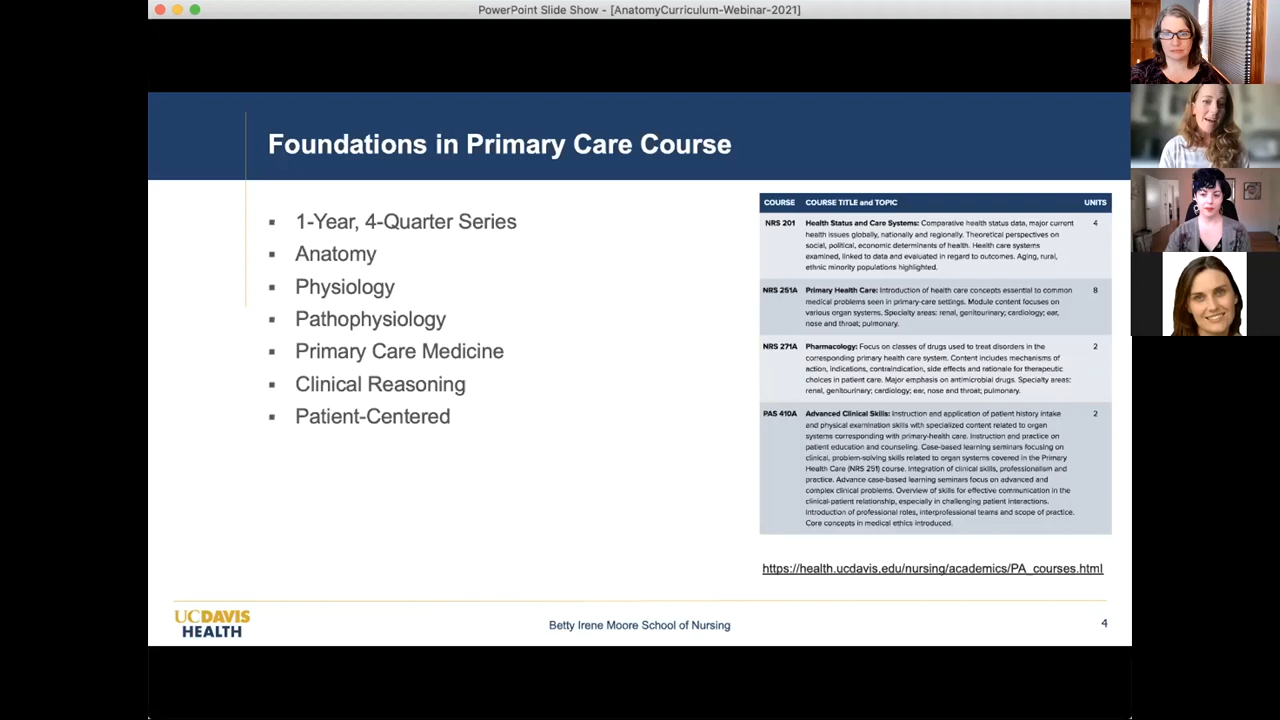 PowerPoint Slide Show - [AnatomyCurriculum-Webinar-2021]
Foundations in Primary Care Course
▪ 1-Year, 4-Quarter Series
▪ Anatomy
▪ Physiology
▪ Pathophysiology
▪ Primary Care Medicine
▪ Clinical Reasoning
▪ Patient-Centered
COURSE COURSE TITLE and TOPIC UNITS
NRS 201 Health Status and Care Systems: Comparative health status data, major current 4
health issues globally, nationally and regionally. Theoretical perspectives on
social, political, economic determinants of health. Health care systems
examined, linked to data and evaluated in regard to outcomes. Aging, rural,
ethnic minority populations highlighted.
NRS 251A Primary Health Care: Introduction of health care concepts essential to common 8
medical problems seen in primary-care settings. Module content focuses on
various organ systems. Specialty areas: renal, genitourinary; cardiology; ear,
nose and throat; pulmonary.
NRS 271A Pharmacology: Focus on classes of drugs used to treat disorders in the 2
corresponding primary health care system. Content includes mechanisms of
action, indications, contraindication, side effects and rationale for therapeutic
choices in patient care. Major emphasis on antimicrobial drugs. Specialty areas:
renal, genitourinary; cardiology; ear, nose and throat; pulmonary.
PAS 410A Advanced Clinical Skills: Instruction and application of patient history intake 2
and physical examination skills with specialized content related to organ
systems corresponding with primary-health care. Instruction and practice on
patient education and counseling. Case-based learning seminars focusing on
clinical, problem-solving skills related to organ systems covered in the Primary
Health Care (NRS 251) course. Integration of clinical skills, professionalism and
practice. Advance case-based learning seminars focus on advanced and
complex clinical problems. Overview of skills for effective communication in the
clinical-patient relationship, especially in challenging patient interactions.
Introduction of professional roles, interprofessional teams and scope of practice.
Core concepts in medical ethics introduced.
https://health.ucdavis.edu/nursing/academics/PA_courses.html
UCDAVIS
HEALTH
Betty Irene Moore School of Nursing
4